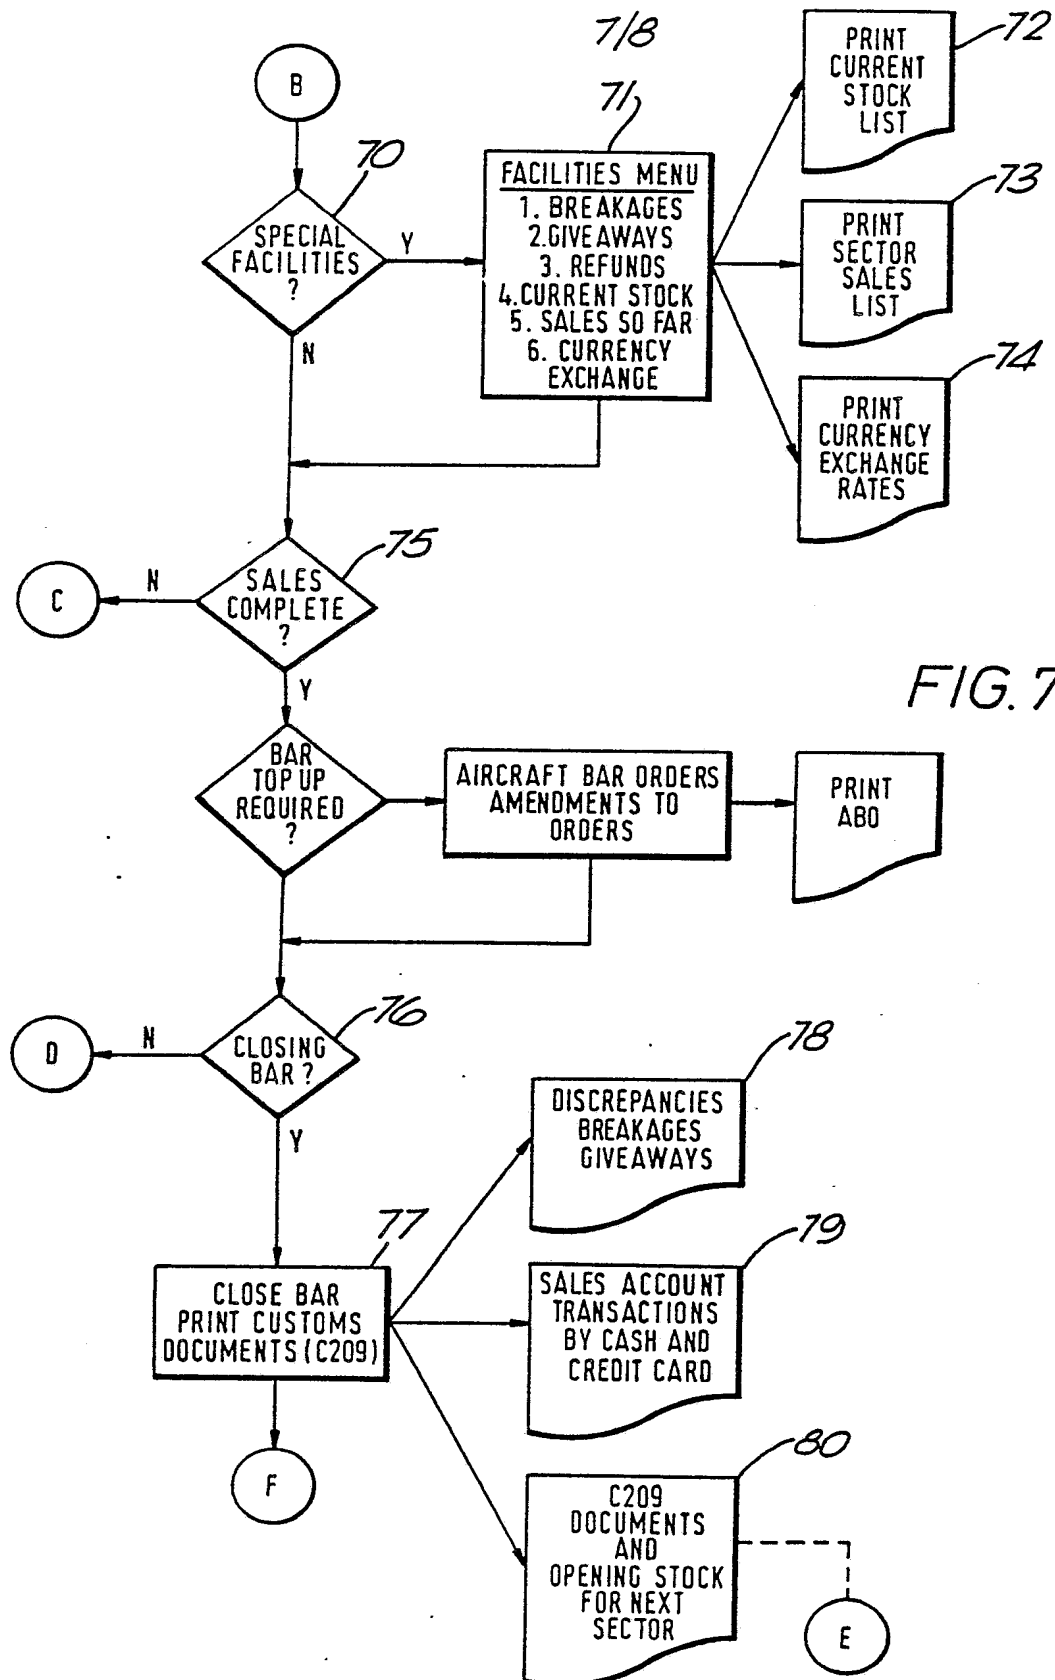 7/8
B
70
SPECIAL
FACILITIES
?
Y
N
71
FACILITIES MENU
1. BREAKAGES
2.GIVEAWAYS
3. REFUNDS
4.CURRENT STOCK
5. SALES SO FAR
6. CURRENCY
EXCHANGE
72
PRINT
CURRENT
STOCK
LIST
73
PRINT
SECTOR
SALES
LIST
74
PRINT
CURRENCY
EXCHANGE
RATES
75
SALES
COMPLETE
?
N
C
Y
FIG.7
BAR
TOP UP
REQUIRED
?
AIRCRAFT BAR ORDERS
AMENDMENTS TO
ORDERS
PRINT
ABO
76
CLOSING
BAR ?
N
D
Y
77
CLOSE BAR
PRINT CUSTOMS
DOCUMENTS (C209)
F
78
DISCREPANCIES
BREAKAGES
GIVEAWAYS
79
SALES ACCOUNT
TRANSACTIONS
BY CASH AND
CREDIT CARD
80
C209
DOCUMENTS
AND
OPENING STOCK
FOR NEXT
SECTOR
E